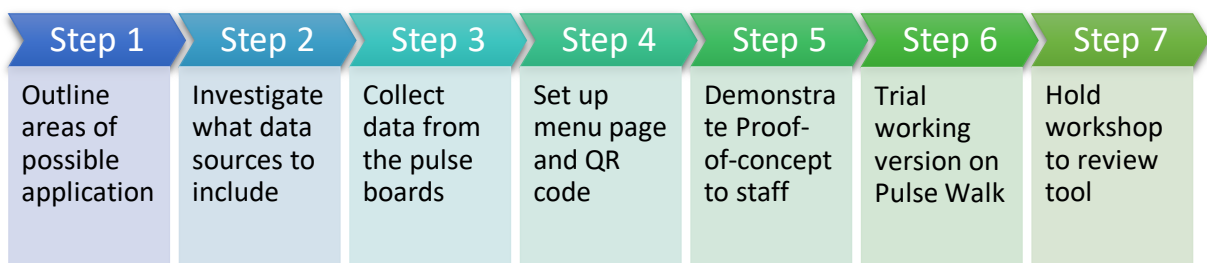 Step 1
Outline
areas of
possible
application
Step 2
Investigate
what data
sources to
include
Step 3
Collect
data from
the pulse
boards
Step 4
Set up
menu page
and QR
code
Step 5
Demonstra
te Proof-
of-concept
to staff
Step 6
Trial
working
version on
Pulse Walk
Step 7
Hold
workshop
to review
tool